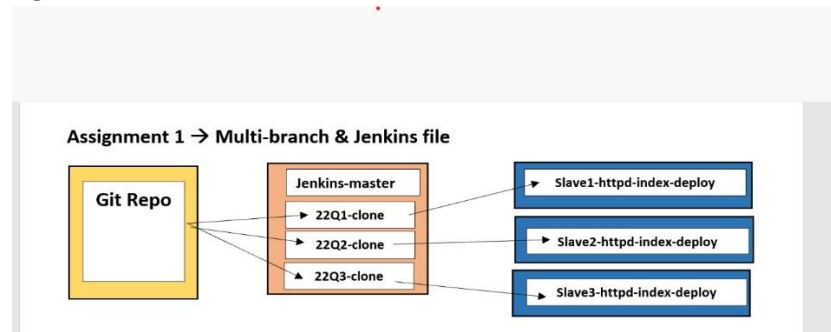 Assignment 1 → Multi-branch & Jenkins file
Git Repo
Jenkins-master
22Q1-clone
22Q2-clone
22Q3-clone
Slave1-httpd-index-deploy
Slave2-httpd-index-deploy
Slave3-httpd-index-deploy